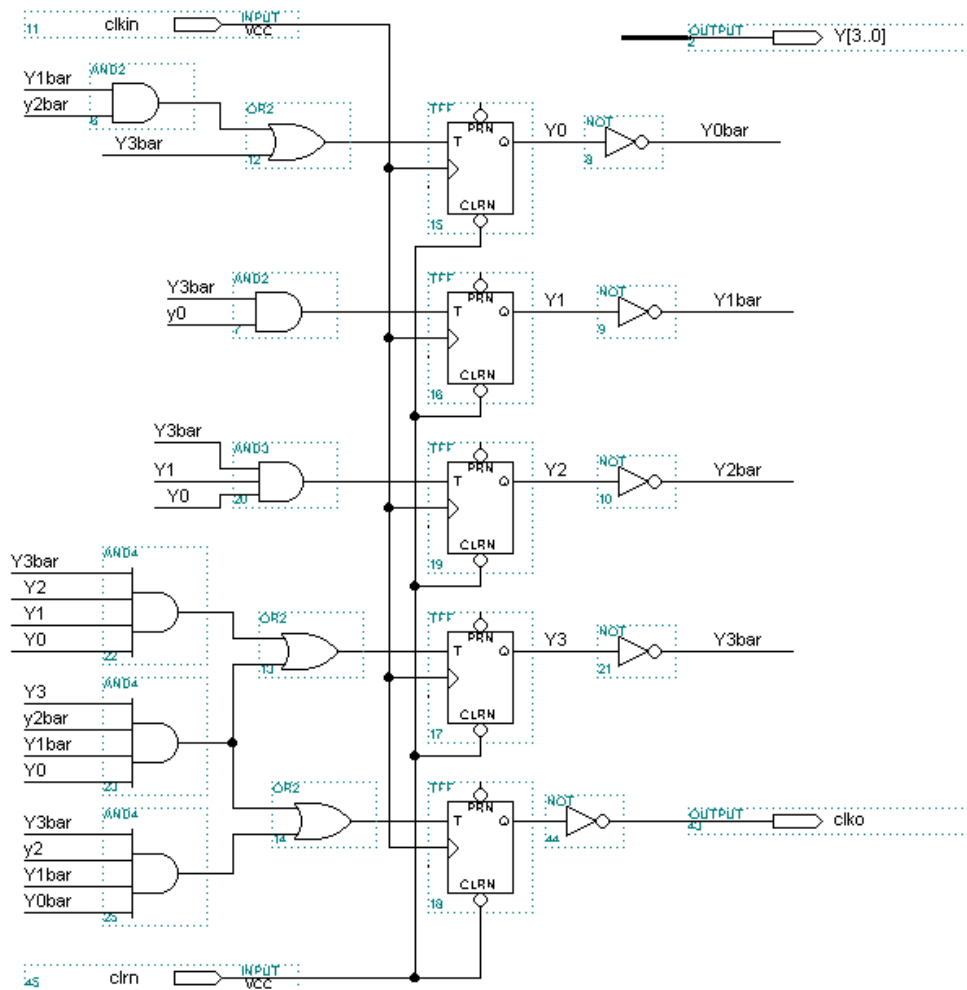 11 clkin INPUT VCC
OUTPUT 2 Y[3..0]
Y1bar AND2
y2bar 6
OR2
Y3bar 12
TFF PRN T Q CLRN 15
Y0 NOT 8 Y0bar
Y3bar AND2
y0 7
TFF PRN T Q CLRN 16
Y1 NOT 9 Y1bar
Y3bar
Y1 AND3
Y0 20
TFF PRN T Q CLRN 19
Y2 NOT 10 Y2bar
Y3bar AND4
Y2
Y1
Y0 22
OR2 13
TFF PRN T Q CLRN 17
Y3 NOT 21 Y3bar
Y3 AND4
y2bar
Y1bar
Y0 23
OR2 14
TFF PRN T Q CLRN 18
NOT 44 OUTPUT 43 clko
Y3bar AND4
y2
Y1bar
Y0bar 25
45 clrn INPUT VCC